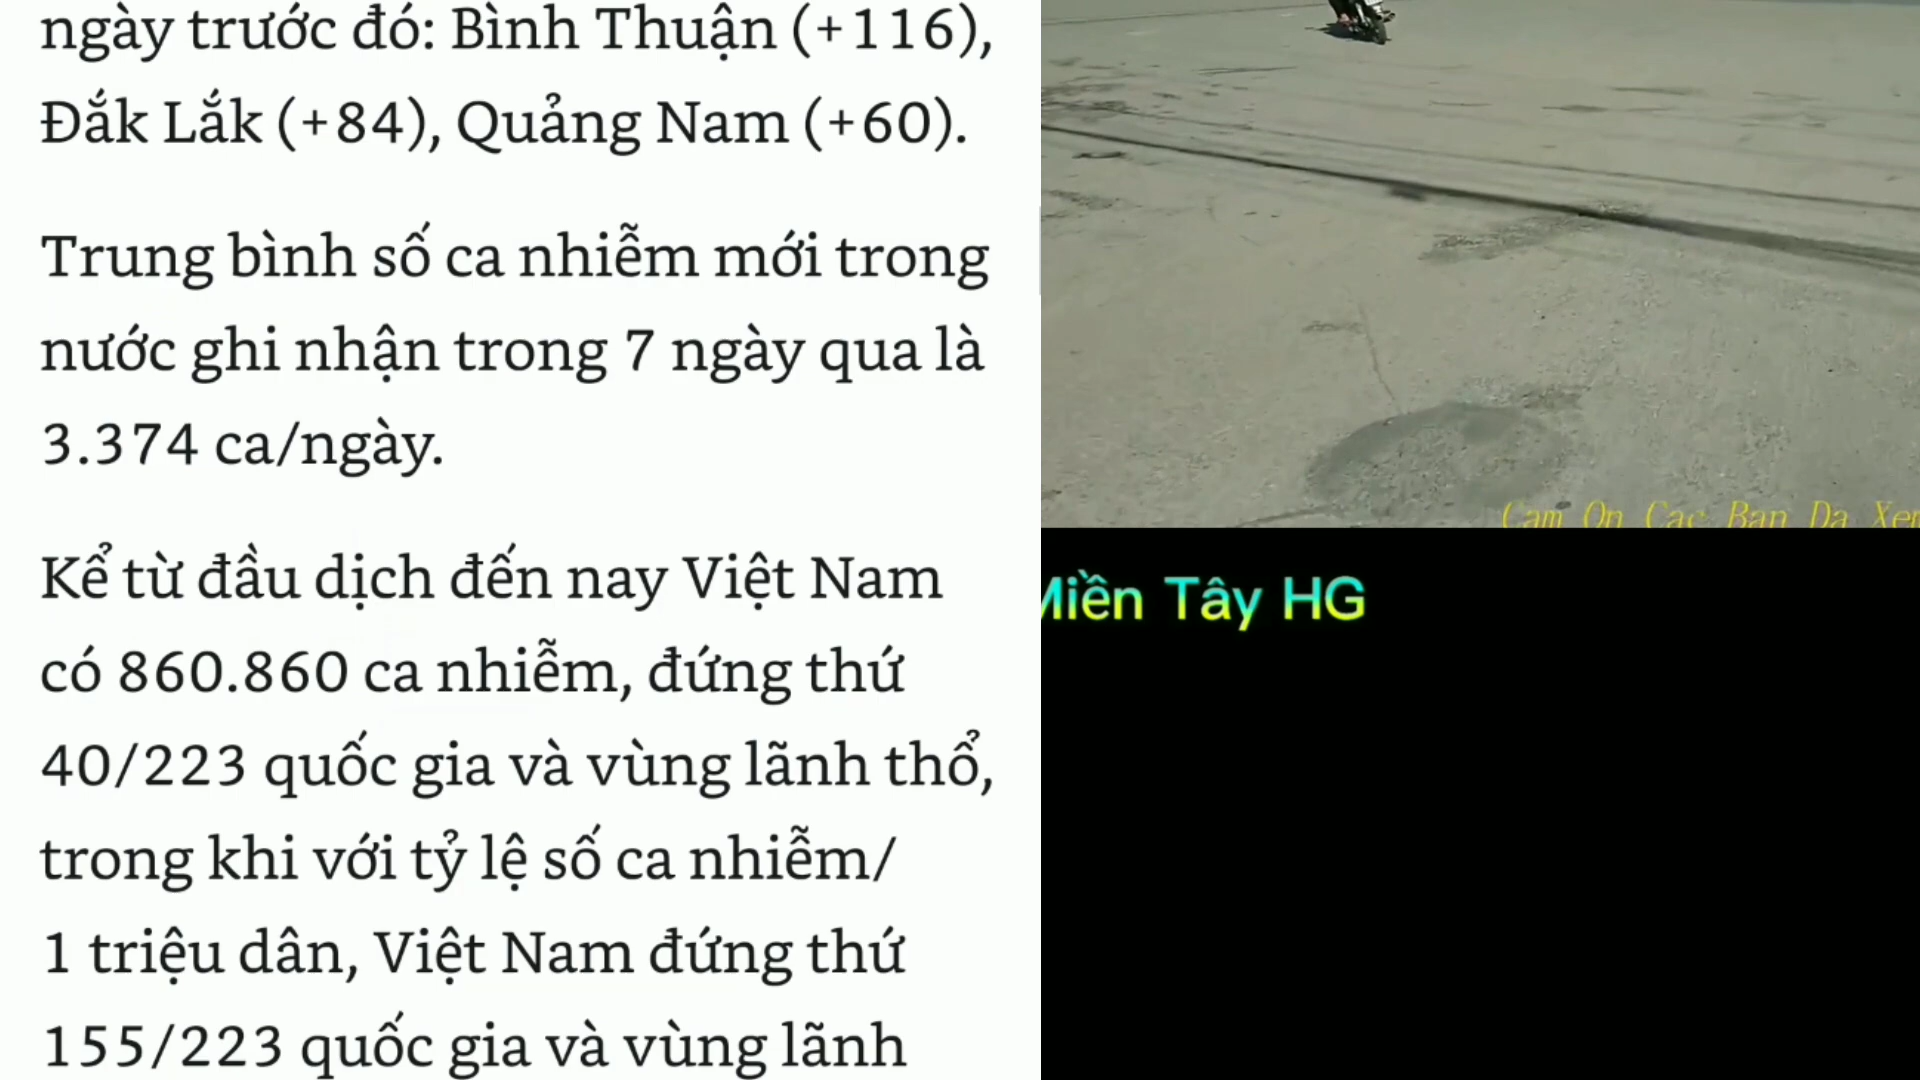 ngày trước đó: Bình Thuận (+116),
Đắk Lắk (+84), Quảng Nam (+60).
Trung bình số ca nhiễm mới trong
nước ghi nhận trong 7 ngày qua là
3.374 ca/ngày.
Kể từ đầu dịch đến nay Việt Nam
có 860.860 ca nhiễm, đứng thứ
40/223 quốc gia và vùng lãnh thổ,
trong khi với tỷ lệ số ca nhiễm/
1 triệu dân, Việt Nam đứng thứ
155/223 quốc gia và vùng lãnh
Cam On Cac Ban Da Xem
Miền Tây HG